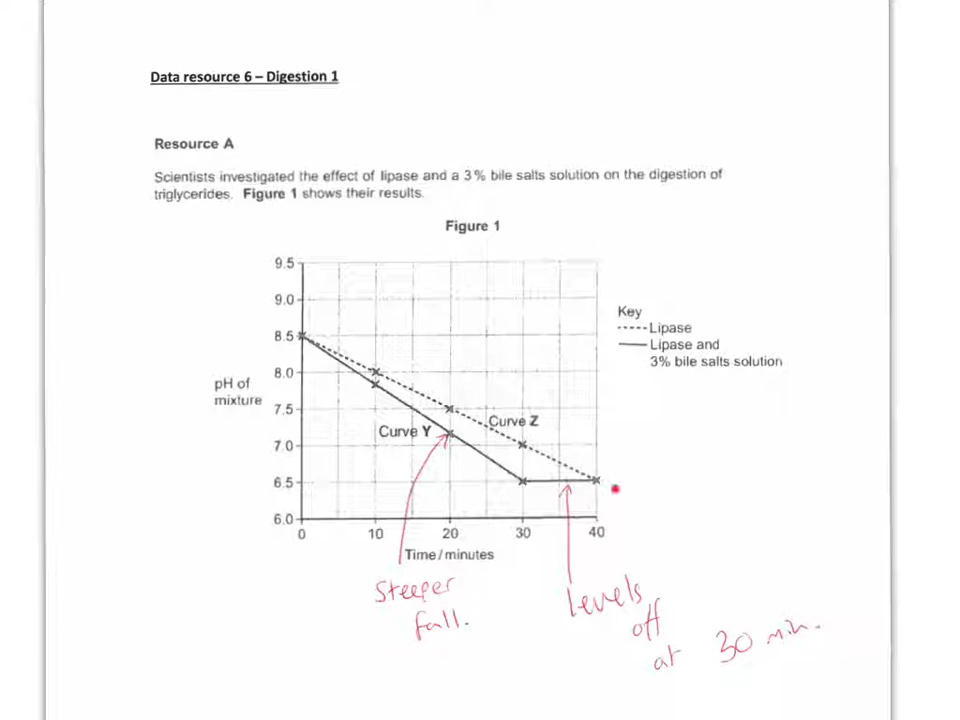 Data resource 6 – Digestion 1
Resource A
Scientists investigated the effect of lipase and a 3% bile salts solution on the digestion of
triglycerides. Figure 1 shows their results.
Figure 1
9.5
9.0
8.5
8.0
7.5
7.0
6.5
6.0
pH of
mixture
Curve Y
Curve Z
Key
Lipase
Lipase and
3% bile salts solution
0
10
20
30
40
Time / minutes
Steeper
fall.
Levels
off
at 30 min.